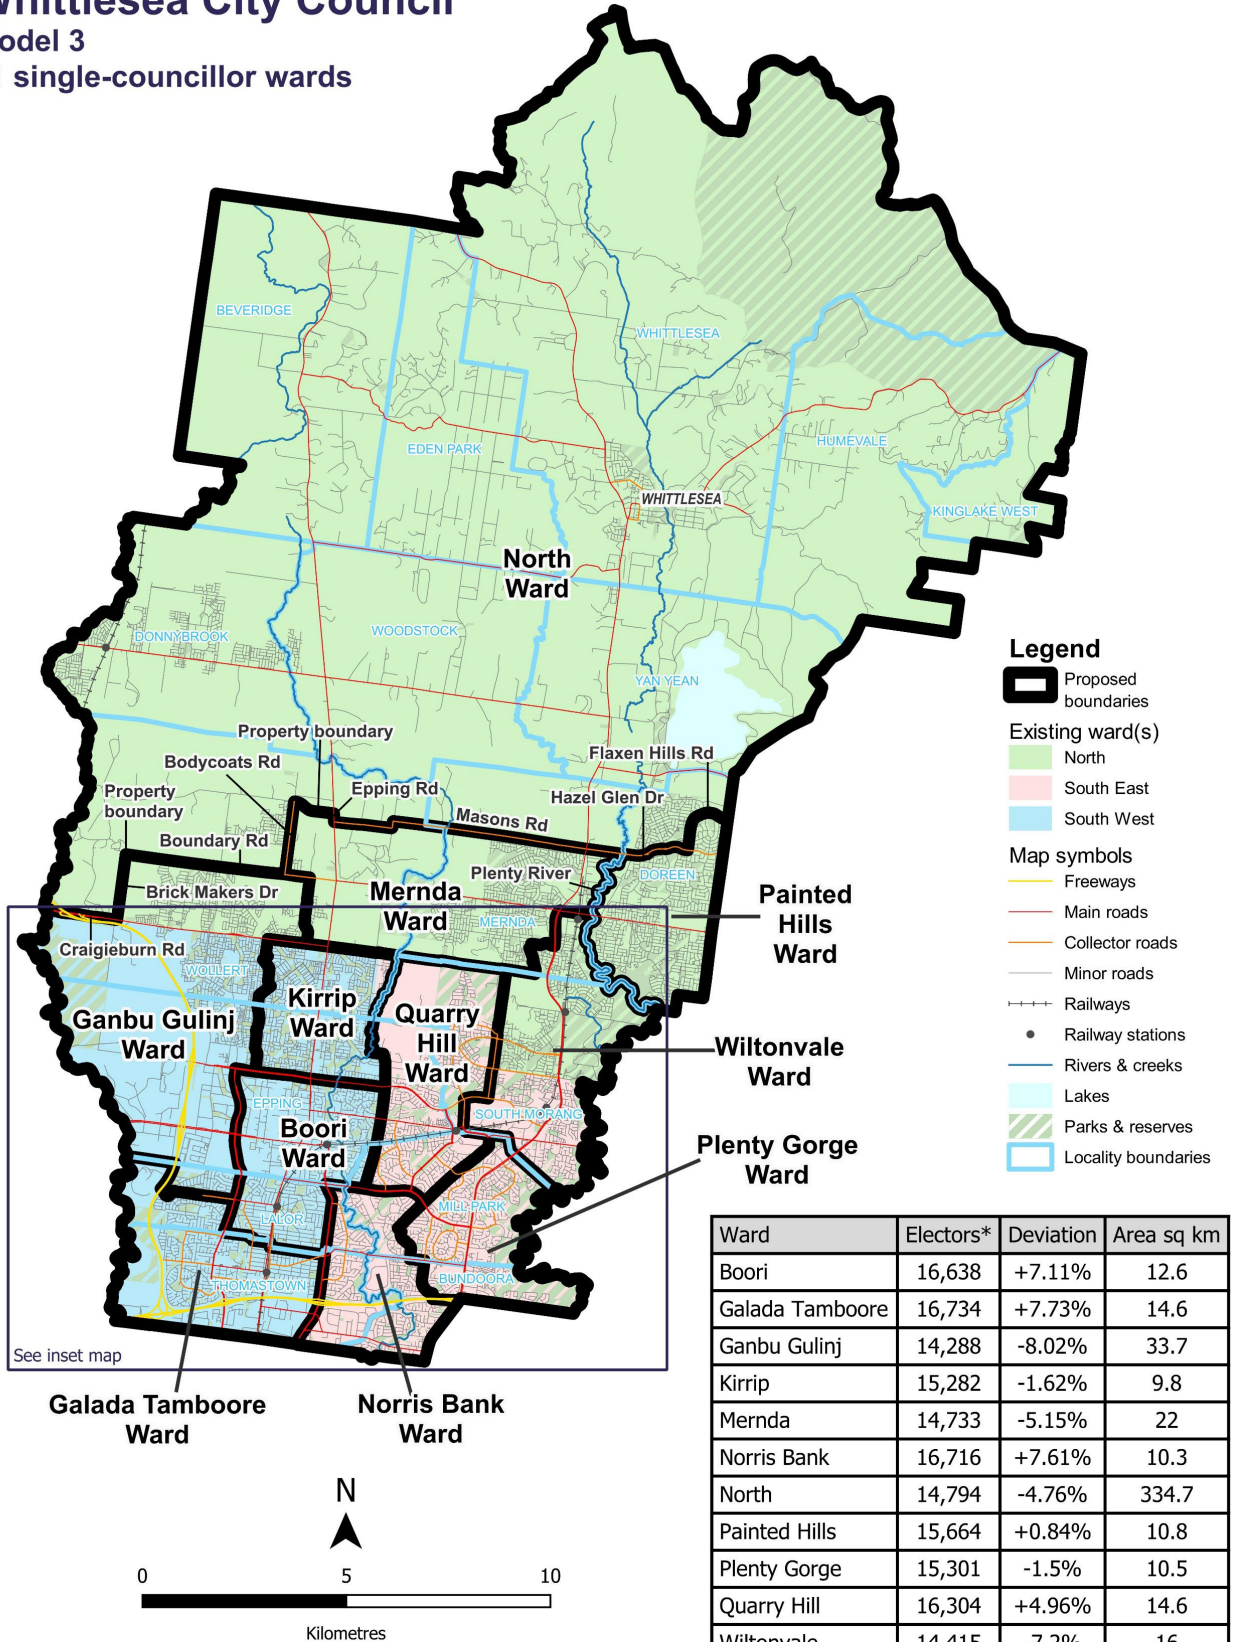 Whittlesea City Council
odel 3
single-councillor wards
BEVERIDGE
WHITTLESEA
EDEN PARK
HUMEVALE
WHITTLESEA
KINGLAKE WEST
North
Ward
DONNYBROOK
WOODSTOCK
YAN YEAN
Property boundary
Bodycoats Rd
Flaxen Hills Rd
Property
boundary
Epping Rd
Hazel Glen Dr
Masons Rd
Boundary Rd
Plenty River
DOREEN
Brick Makers Dr
Mernda
Ward
MERNDA
Painted
Hills
Ward
Craigieburn Rd
WOLLERT
Kirrip
Ward
Ganbu Gulinj
Ward
Quarry
Hill
Ward
Wiltonvale
Ward
EPPING
SOUTH MORANG
Boori
Ward
Plenty Gorge
Ward
LALOR
MILL PARK
THOMASTOWN
BUNDOORA
See inset map
Galada Tamboore
Ward
Norris Bank
Ward
N
0 5 10
Kilometres
Legend
Proposed
boundaries
Existing ward(s)
North
South East
South West
Map symbols
Freeways
Main roads
Collector roads
Minor roads
Railways
Railway stations
Rivers & creeks
Lakes
Parks & reserves
Locality boundaries
Ward Electors* Deviation Area sq km
Boori 16,638 +7.11% 12.6
Galada Tamboore 16,734 +7.73% 14.6
Ganbu Gulinj 14,288 -8.02% 33.7
Kirrip 15,282 -1.62% 9.8
Mernda 14,733 -5.15% 22
Norris Bank 16,716 +7.61% 10.3
North 14,794 -4.76% 334.7
Painted Hills 15,664 +0.84% 10.8
Plenty Gorge 15,301 -1.5% 10.5
Quarry Hill 16,304 +4.96% 14.6
Wiltonvale 14,415 -7.2% 16